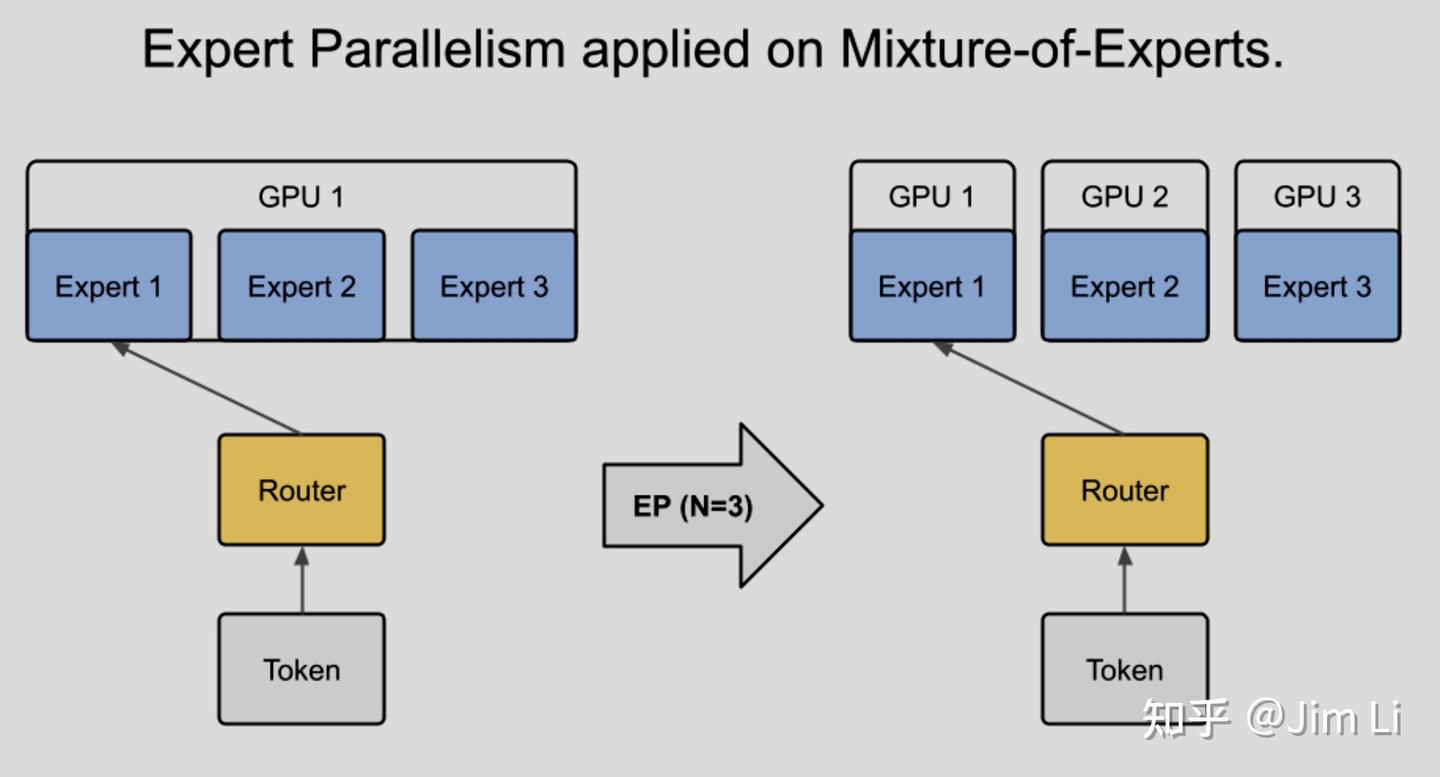 Expert Parallelism applied on Mixture-of-Experts.
GPU 1
Expert 1
Expert 2
Expert 3
Router
Token
EP (N=3)
GPU 1
GPU 2
GPU 3
Expert 1
Expert 2
Expert 3
Router
Token
知乎 @Jim Li